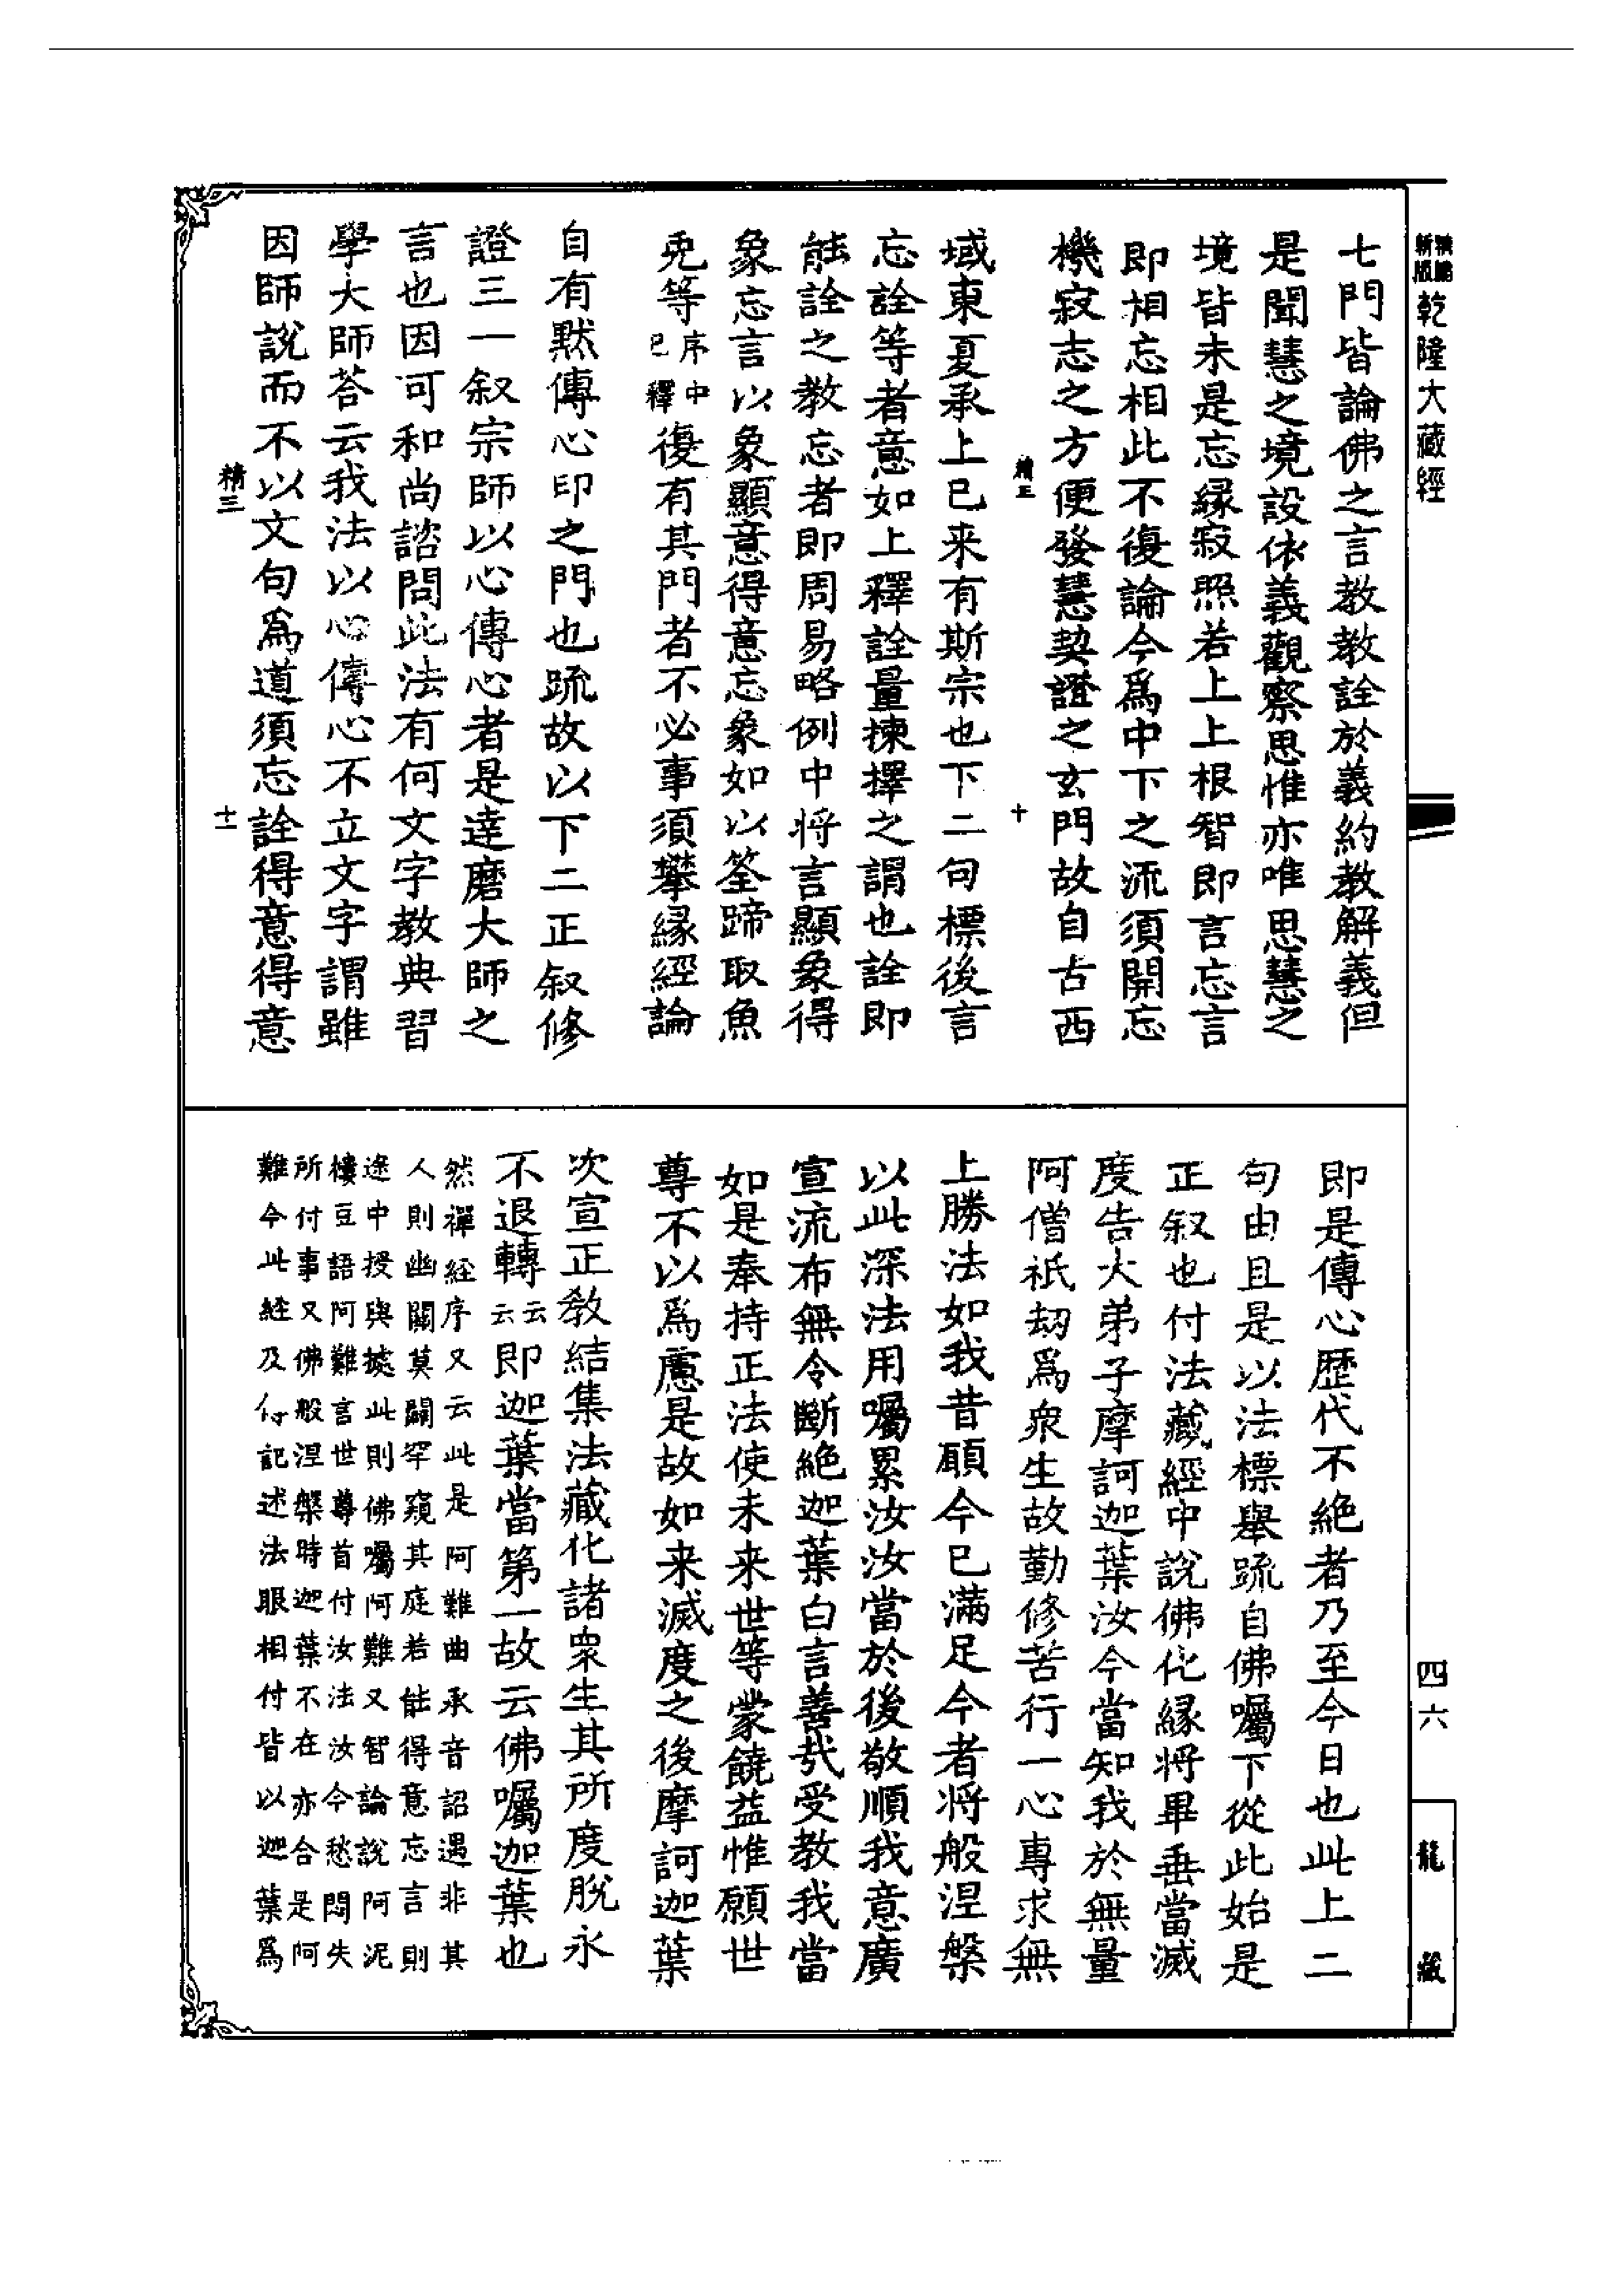 乾隆大藏經
七門皆論佛之言教教詮於義約教解義但
是聞慧之境設依義觀察思惟亦唯思慧之
境皆未是忘緣寂照若上上根智即言忘言
即相忘相此不復論今爲中下之流須開忘
機寂志之方便發慧契證之玄門故自古西
域東夏承上已来有斯宗也下二句標後言
忘詮等者意如上釋詮量揀擇之謂也詮即
能詮之教忘者即周易略例中将言顯象得
象忘言以象顯意得意忘象如以筌蹄取魚
兎等序中已釋復有其門者不必事須攀縁經論
自有默傳心印之門也䟽故以下二正叙修
證三一叙宗師以心傳心者是達磨大師之
言也因可和尚諮問此法有何文字教典習
學大師荅云我法以心傳心不立文字謂雖
因師說而不以文句爲道須忘詮得意得意
精三 十一
即是傳心歷代不絶者乃至今日也此上二
句由且是以法標舉䟽自佛囑下從此始是
正叙也付法藏經中說佛化縁將畢垂當滅
度告大弟子摩訶迦葉汝今當知我於無量
阿僧祇劫爲衆生故勤修苦行一心專求無
上勝法如我昔願今已滿足今者将般涅槃
以此深法用囑累汝汝當於後敬順我意廣
宣流布無令斷絶迦葉白言善哉受教我當
如是奉持正法使未来世等蒙饒益惟願世
尊不以爲慮是故如来滅度之後摩訶迦葉
次宣正教結集法藏化諸衆生其所度脫永
不退轉云云即迦葉當第一故云佛囑迦葉也
然禪經序又云此是阿難曲承音詔遇非其
人則幽關莫闢罕窺其庭若能得意忘言則
途中授與據此則佛囑阿難又智論說阿泥
樓豆語阿難言世尊首付汝法汝今愁悶失
所付事又佛般涅槃時迦葉不在亦合是阿
難今此經及付記述法眼相付皆以迦葉爲
四六
龍藏